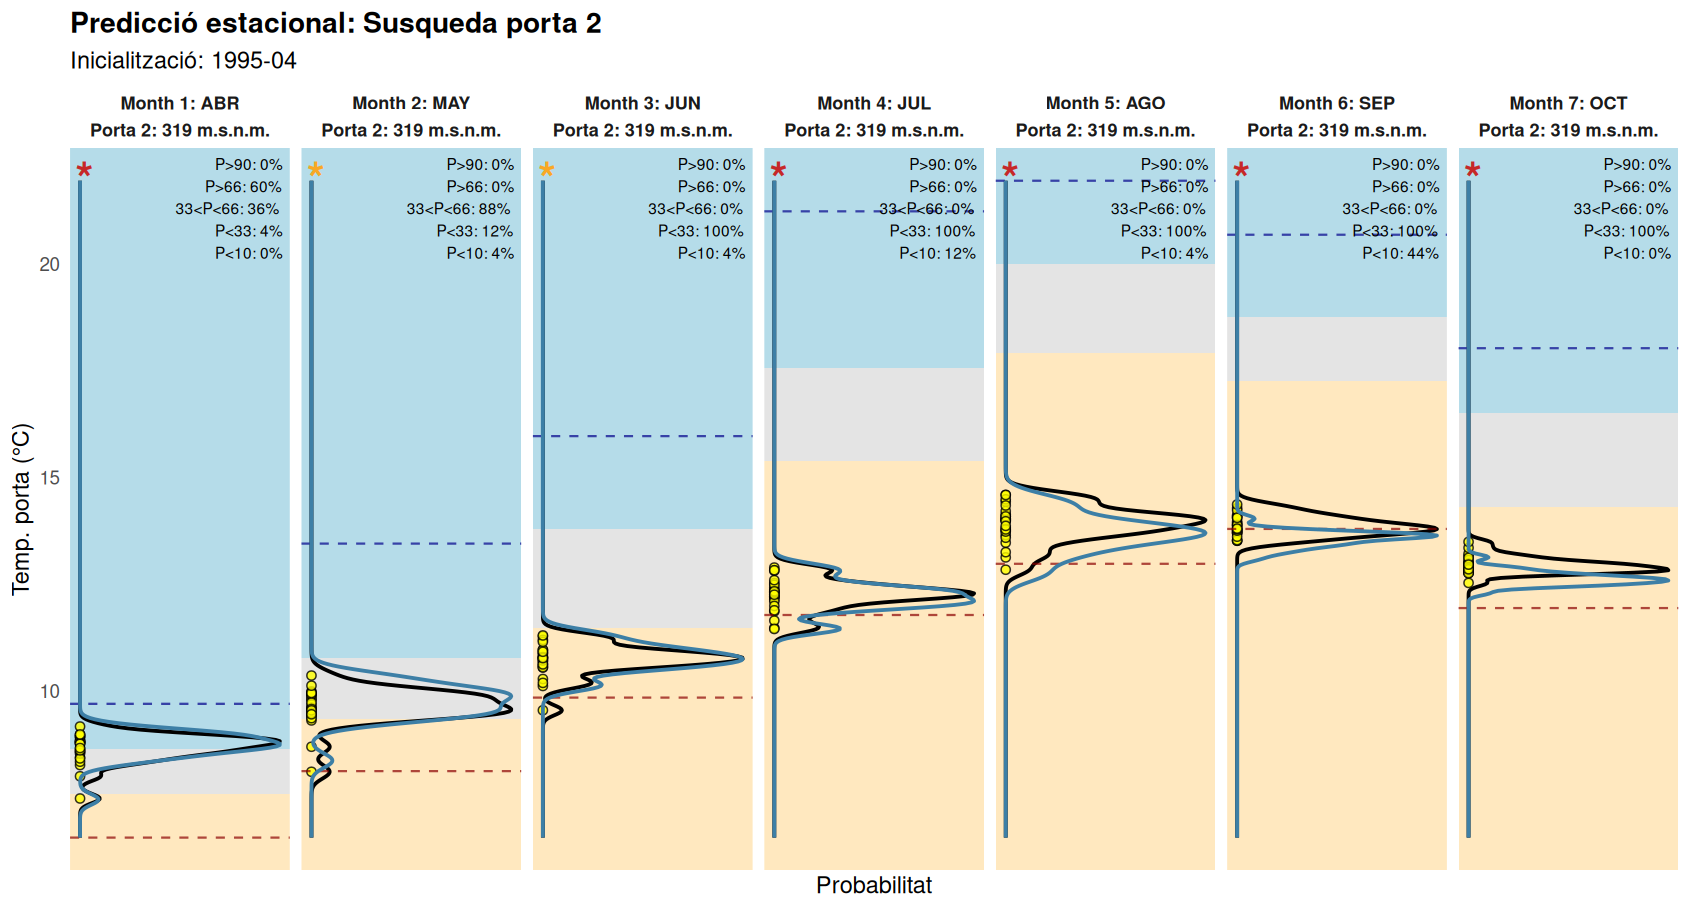 Predicció estacional: Susqueda porta 2
Inicialització: 1995-04
Month 1: ABR
Porta 2: 319 m.s.n.m.
Month 2: MAY
Porta 2: 319 m.s.n.m.
Month 3: JUN
Porta 2: 319 m.s.n.m.
Month 4: JUL
Porta 2: 319 m.s.n.m.
Month 5: AGO
Porta 2: 319 m.s.n.m.
Month 6: SEP
Porta 2: 319 m.s.n.m.
Month 7: OCT
Porta 2: 319 m.s.n.m.
*
P>90: 0%
P>66: 60%
33<P<66: 36%
P<33: 4%
P<10: 0%
*
P>90: 0%
P>66: 0%
33<P<66: 88%
P<33: 12%
P<10: 4%
*
P>90: 0%
P>66: 0%
33<P<66: 0%
P<33: 100%
P<10: 4%
*
P>90: 0%
P>66: 0%
33<P<66: 0%
P<33: 100%
P<10: 12%
*
P>90: 0%
P>66: 0%
33<P<66: 0%
P<33: 100%
P<10: 4%
*
P>90: 0%
P>66: 0%
33<P<66: 0%
P<33: 100%
P<10: 44%
*
P>90: 0%
P>66: 0%
33<P<66: 0%
P<33: 100%
P<10: 0%
20
15
10
Temp. porta (°C)
Probabilitat